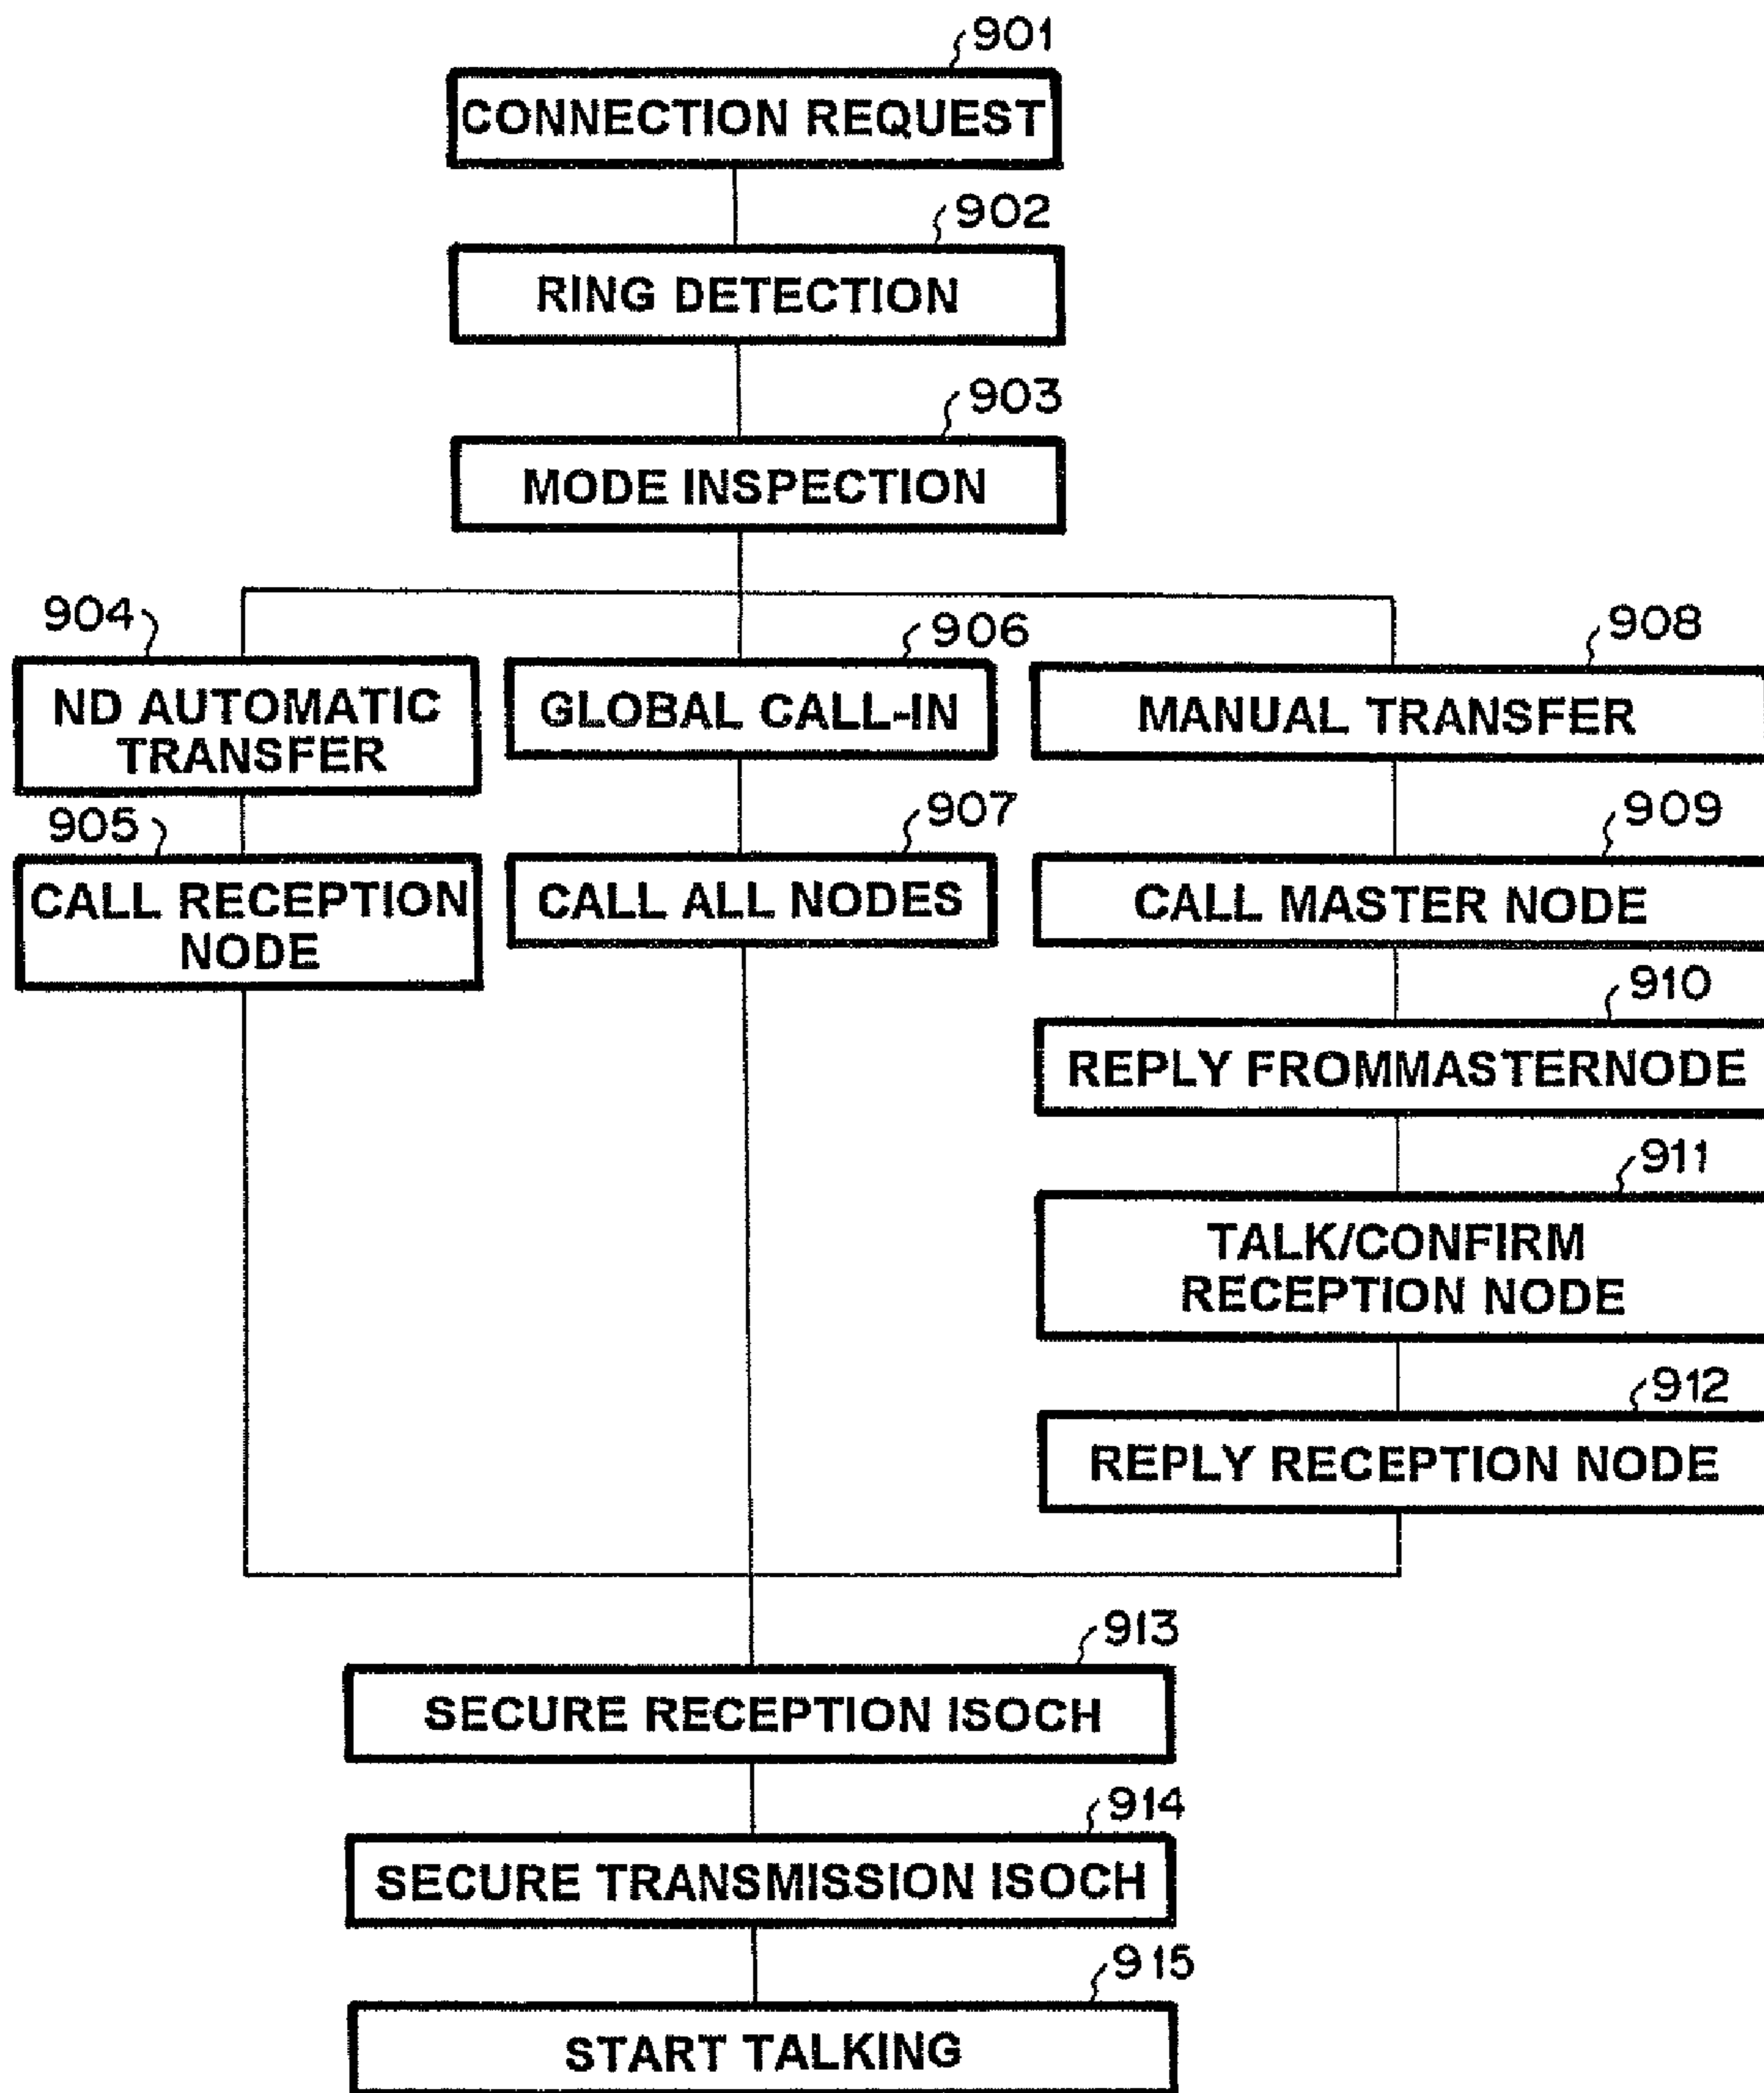 901
CONNECTION REQUEST
902
RING DETECTION
903
MODE INSPECTION
904
ND AUTOMATIC
TRANSFER
906
GLOBAL CALL-IN
908
MANUAL TRANSFER
905
CALL RECEPTION
NODE
907
CALL ALL NODES
909
CALL MASTER NODE
910
REPLY FROMMASTERNODE
911
TALK/CONFIRM
RECEPTION NODE
912
REPLY RECEPTION NODE
913
SECURE RECEPTION ISOCH
914
SECURE TRANSMISSION ISOCH
915
START TALKING